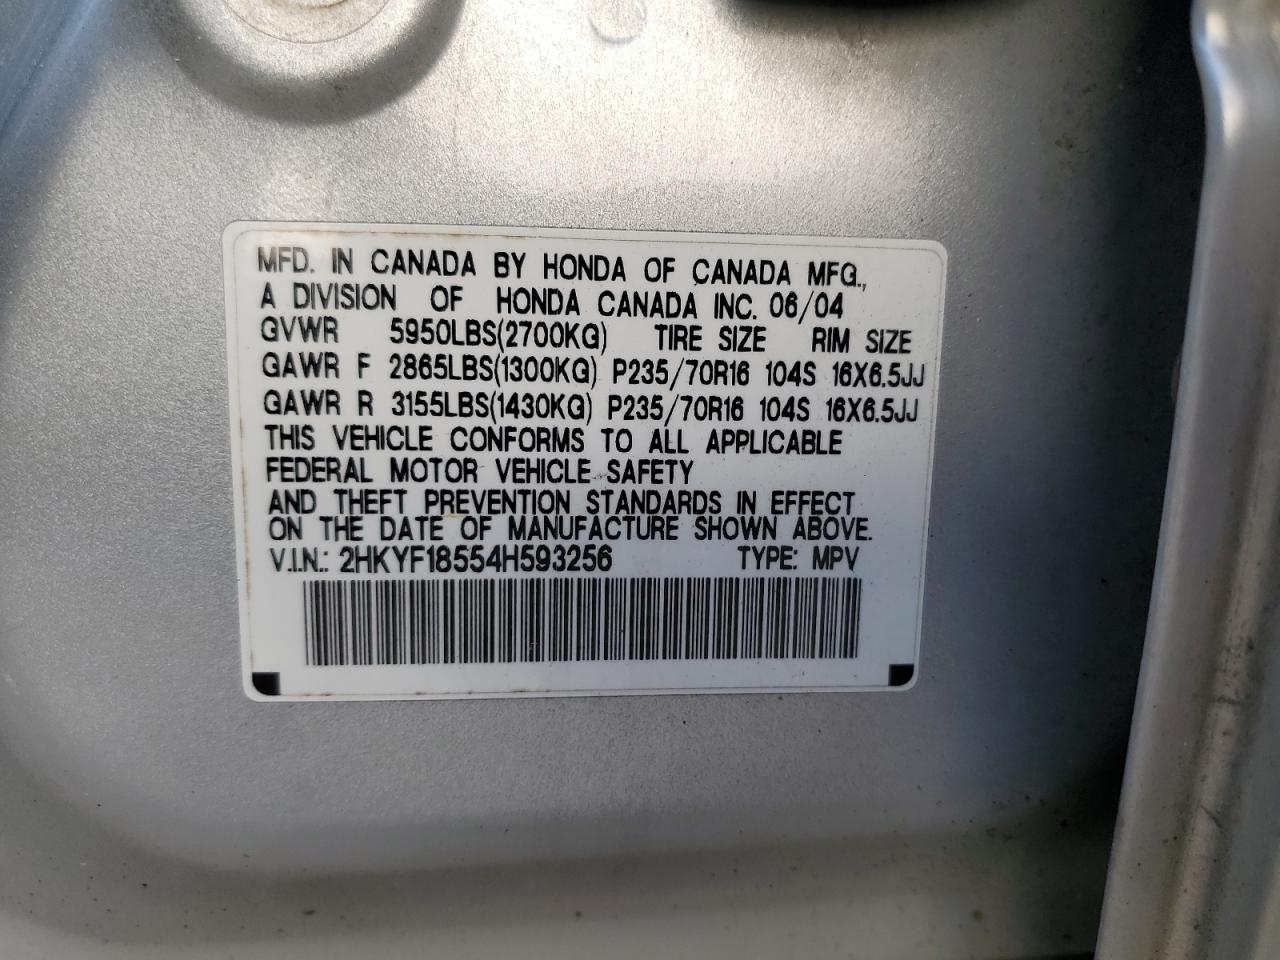 MFD. IN CANADA BY HONDA OF CANADA MFG.,
A DIVISION OF HONDA CANADA INC. 06/04
GVWR 5950LBS(2700KG) TIRE SIZE RIM SIZE
GAWR F 2865LBS(1300KG) P235/70R16 104S 16X6.5JJ
GAWR R 3155LBS(1430KG) P235/70R16 104S 16X6.5JJ
THIS VEHICLE CONFORMS TO ALL APPLICABLE
FEDERAL MOTOR VEHICLE SAFETY
AND THEFT PREVENTION STANDARDS IN EFFECT
ON THE DATE OF MANUFACTURE SHOWN ABOVE.
V.I.N.: 2HKYF18554H593256 TYPE: MPV